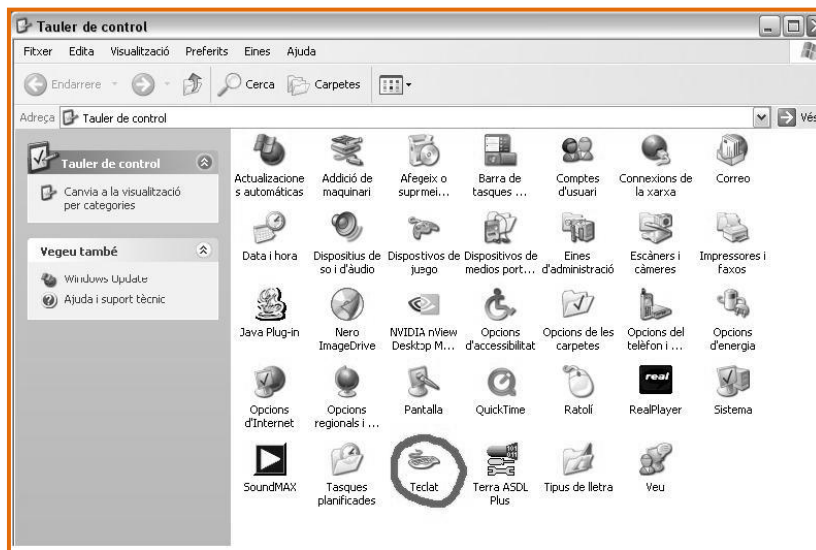 Tauler de control
Fitxer Edita Visualització Preferits Eines Ajuda
Endarrere Cerca Carpetes
Adreça Tauler de control Vés
Tauler de control
Canvia a la visualització
per categories
Vegeu també
Windows Update
Ajuda i suport tècnic
Actualizacione Addició de Afegeix o Barra de Comptes Connexions de Correo
s automáticas maquinari suprmei... tasques ... d'usuari la xarxa
Data i hora Dispositius de Dispostivos de Dispositivos de Eines Escàners i Impressores i
so i d'àudio juego medios port... d'administració càmeres faxos
Java Plug-in Nero NVIDIA nView Opcions Opcions de les Opcions del Opcions
ImageDrive Desktop M... d'accessibilitat carpetes telèfon i ... d'energia
real
Opcions Opcions Pantalla QuickTime Ratolí RealPlayer Sistema
d'Internet regionals i ...
SoundMAX Tasques Teclat Terra ASDL Tipus de lletra Veu
planificades Plus